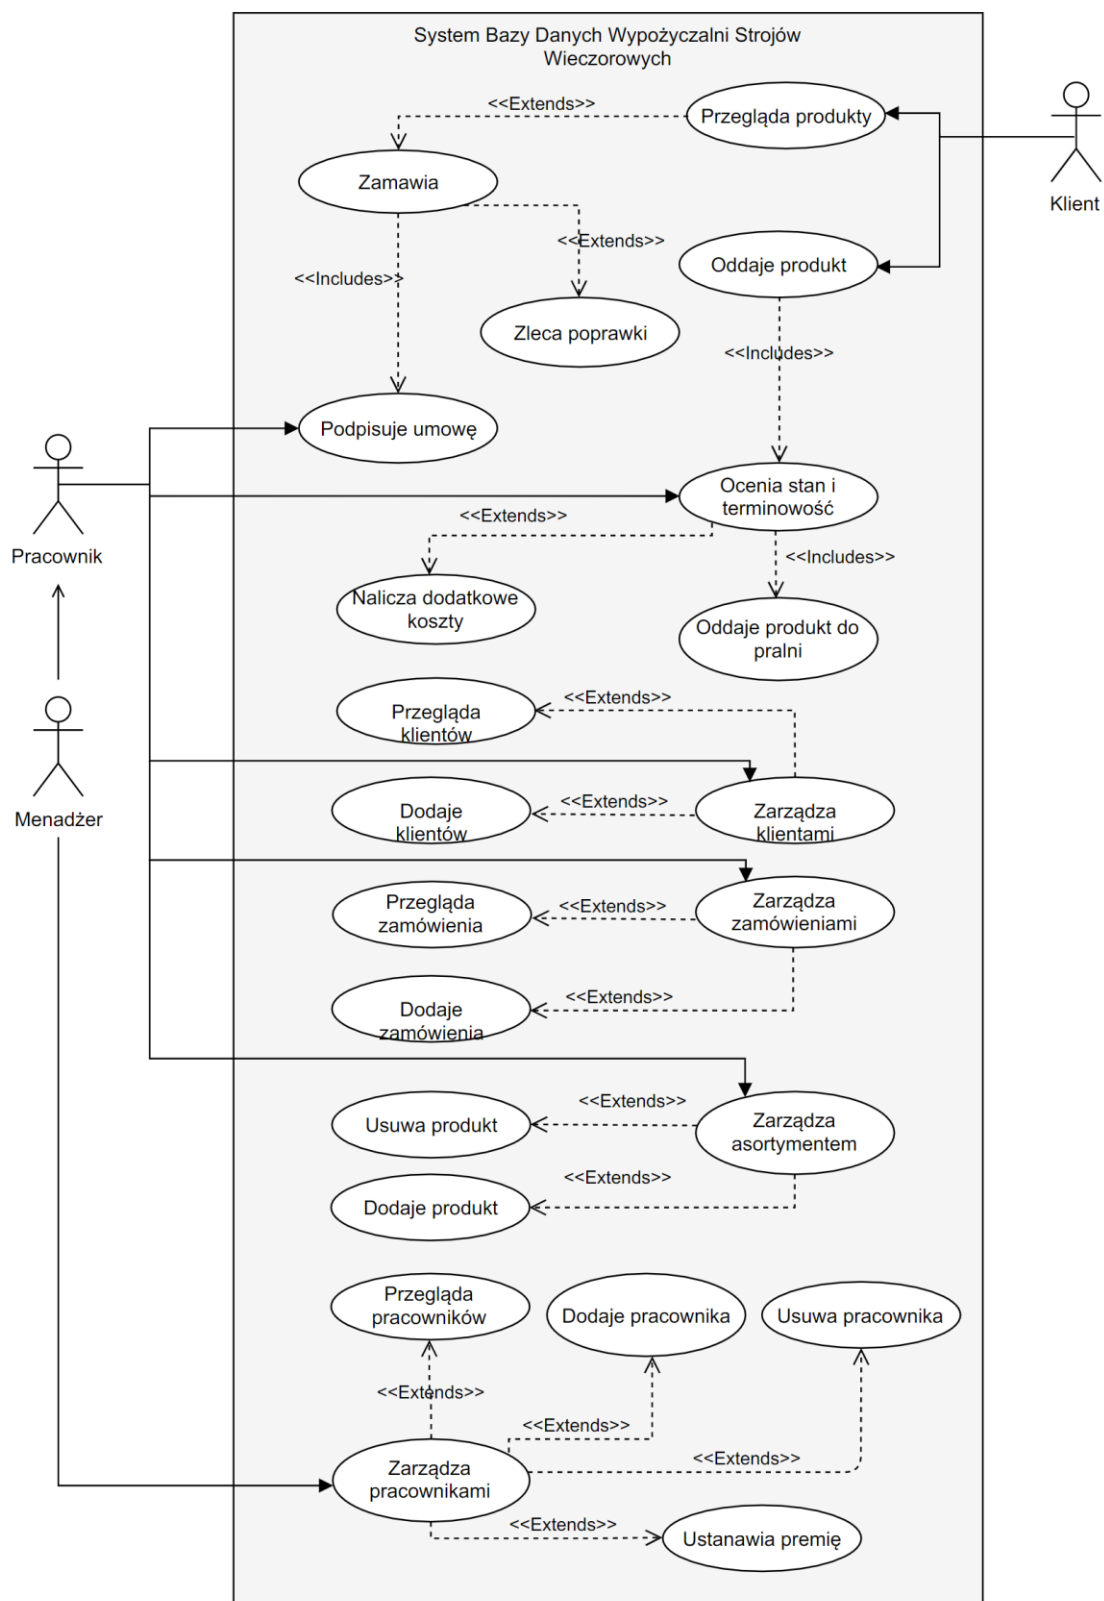 System Bazy Danych Wypożyczalni Strojów
Wieczorowych
<<Extends>>
Przegląda produkty
Zamawia
Klient
<<Extends>>
Oddaje produkt
<<Includes>>
Zleca poprawki
<<Includes>>
Podpisuje umowę
Ocenia stan i
terminowość
<<Extends>>
Pracownik
<<Includes>>
Nalicza dodatkowe
koszty
Oddaje produkt do
pralni
<<Extends>>
Przegląda
klientów
Menadżer
Dodaje
klientów
<<Extends>>
Zarządza
klientami
Przegląda
zamówienia
<<Extends>>
Zarządza
zamówieniami
<<Extends>>
Dodaje
zamówienia
<<Extends>>
Usuwa produkt
Zarządza
asortymentem
<<Extends>>
Dodaje produkt
Przegląda
pracowników
Dodaje pracownika
Usuwa pracownika
<<Extends>>
<<Extends>>
<<Extends>>
Zarządza
pracownikami
<<Extends>>
Ustanawia premię